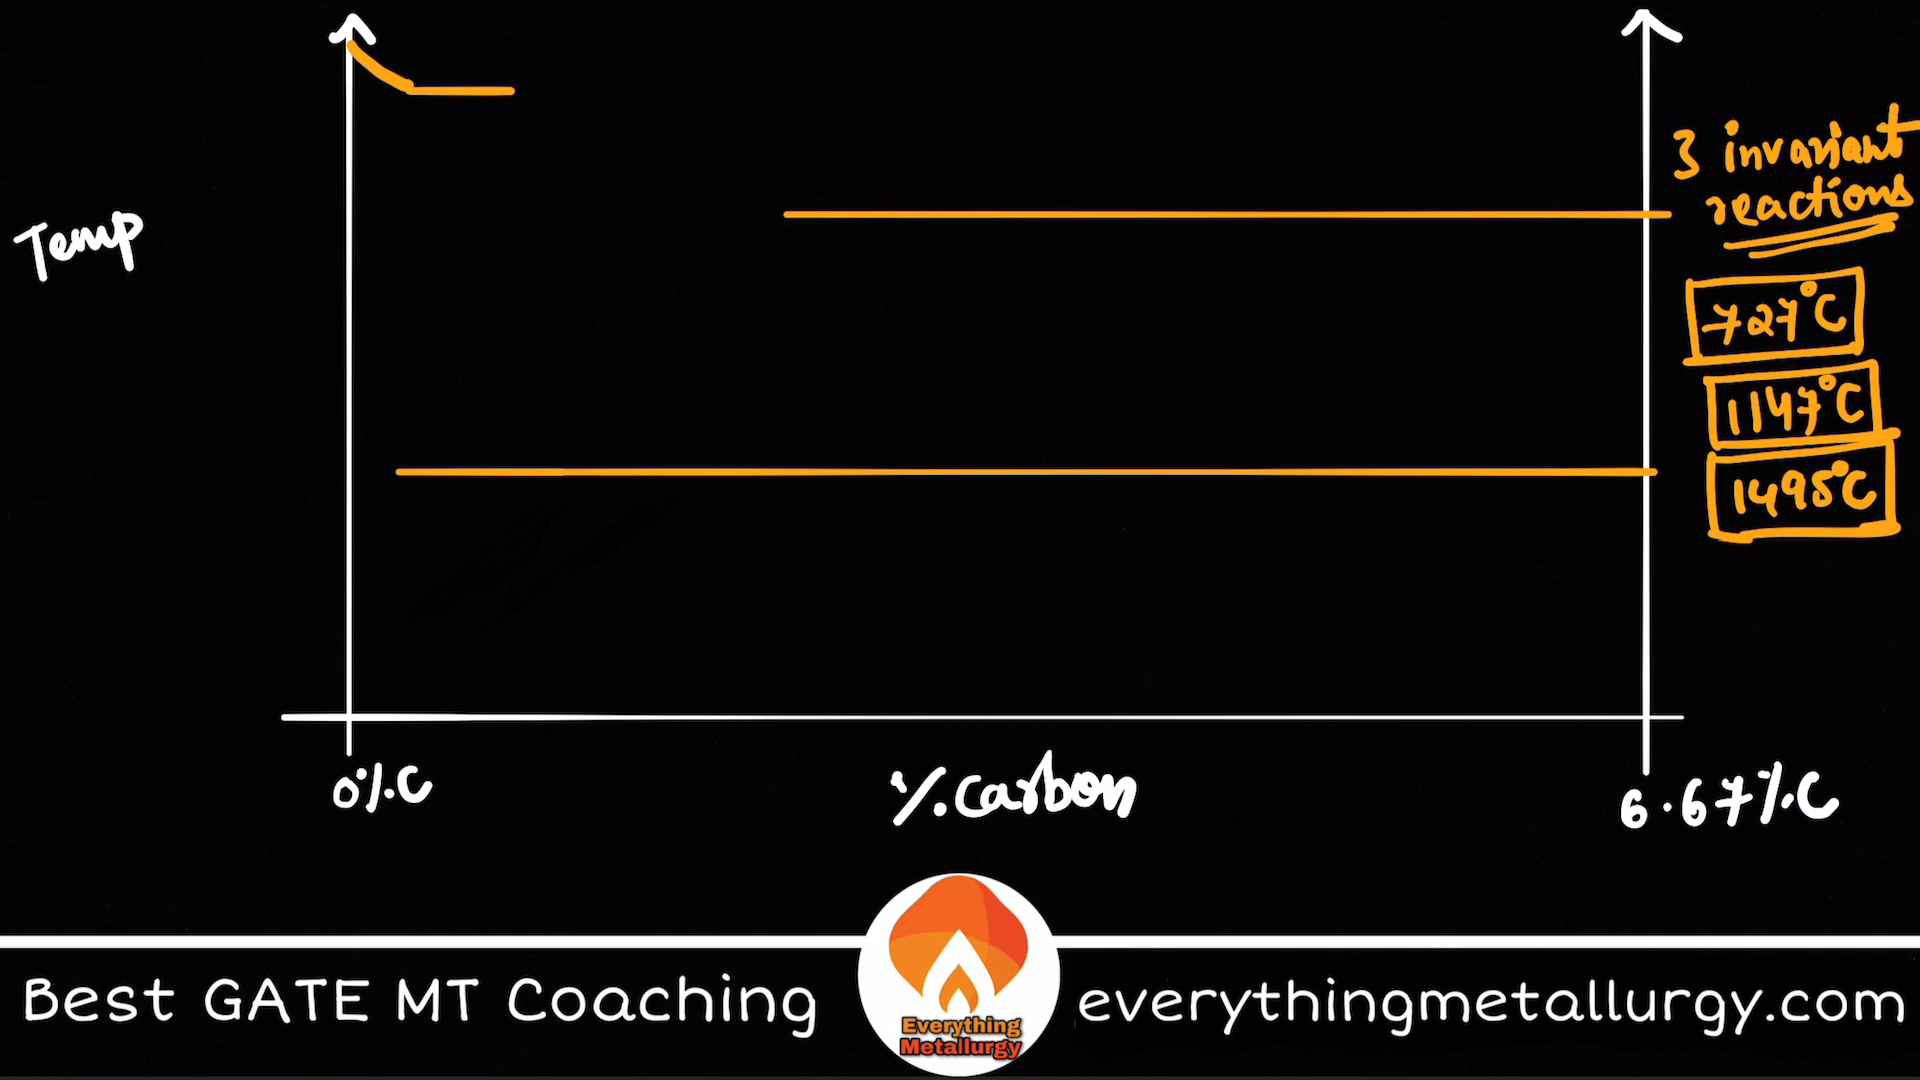 3 invariant
reactions
Temp
727°C
1147°C
1495°C
0%C
%Carbon
6.67%C
Best GATE MT Coaching
Everything
Metallurgy
everythingmetallurgy.com